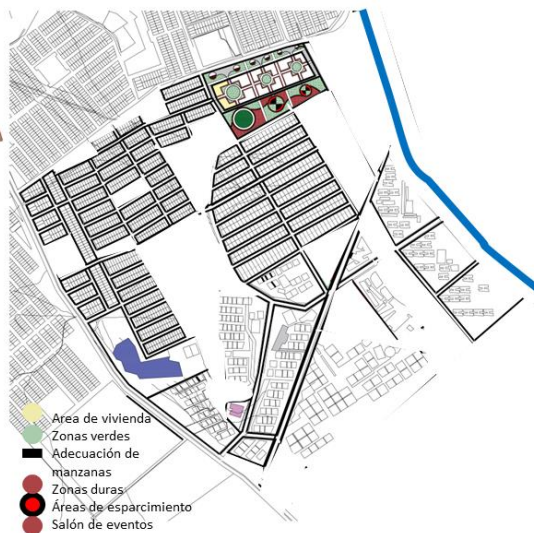 Area de vivienda
Zonas verdes
Adecuación de
manzanas
Zonas duras
Áreas de esparcimiento
Salón de eventos